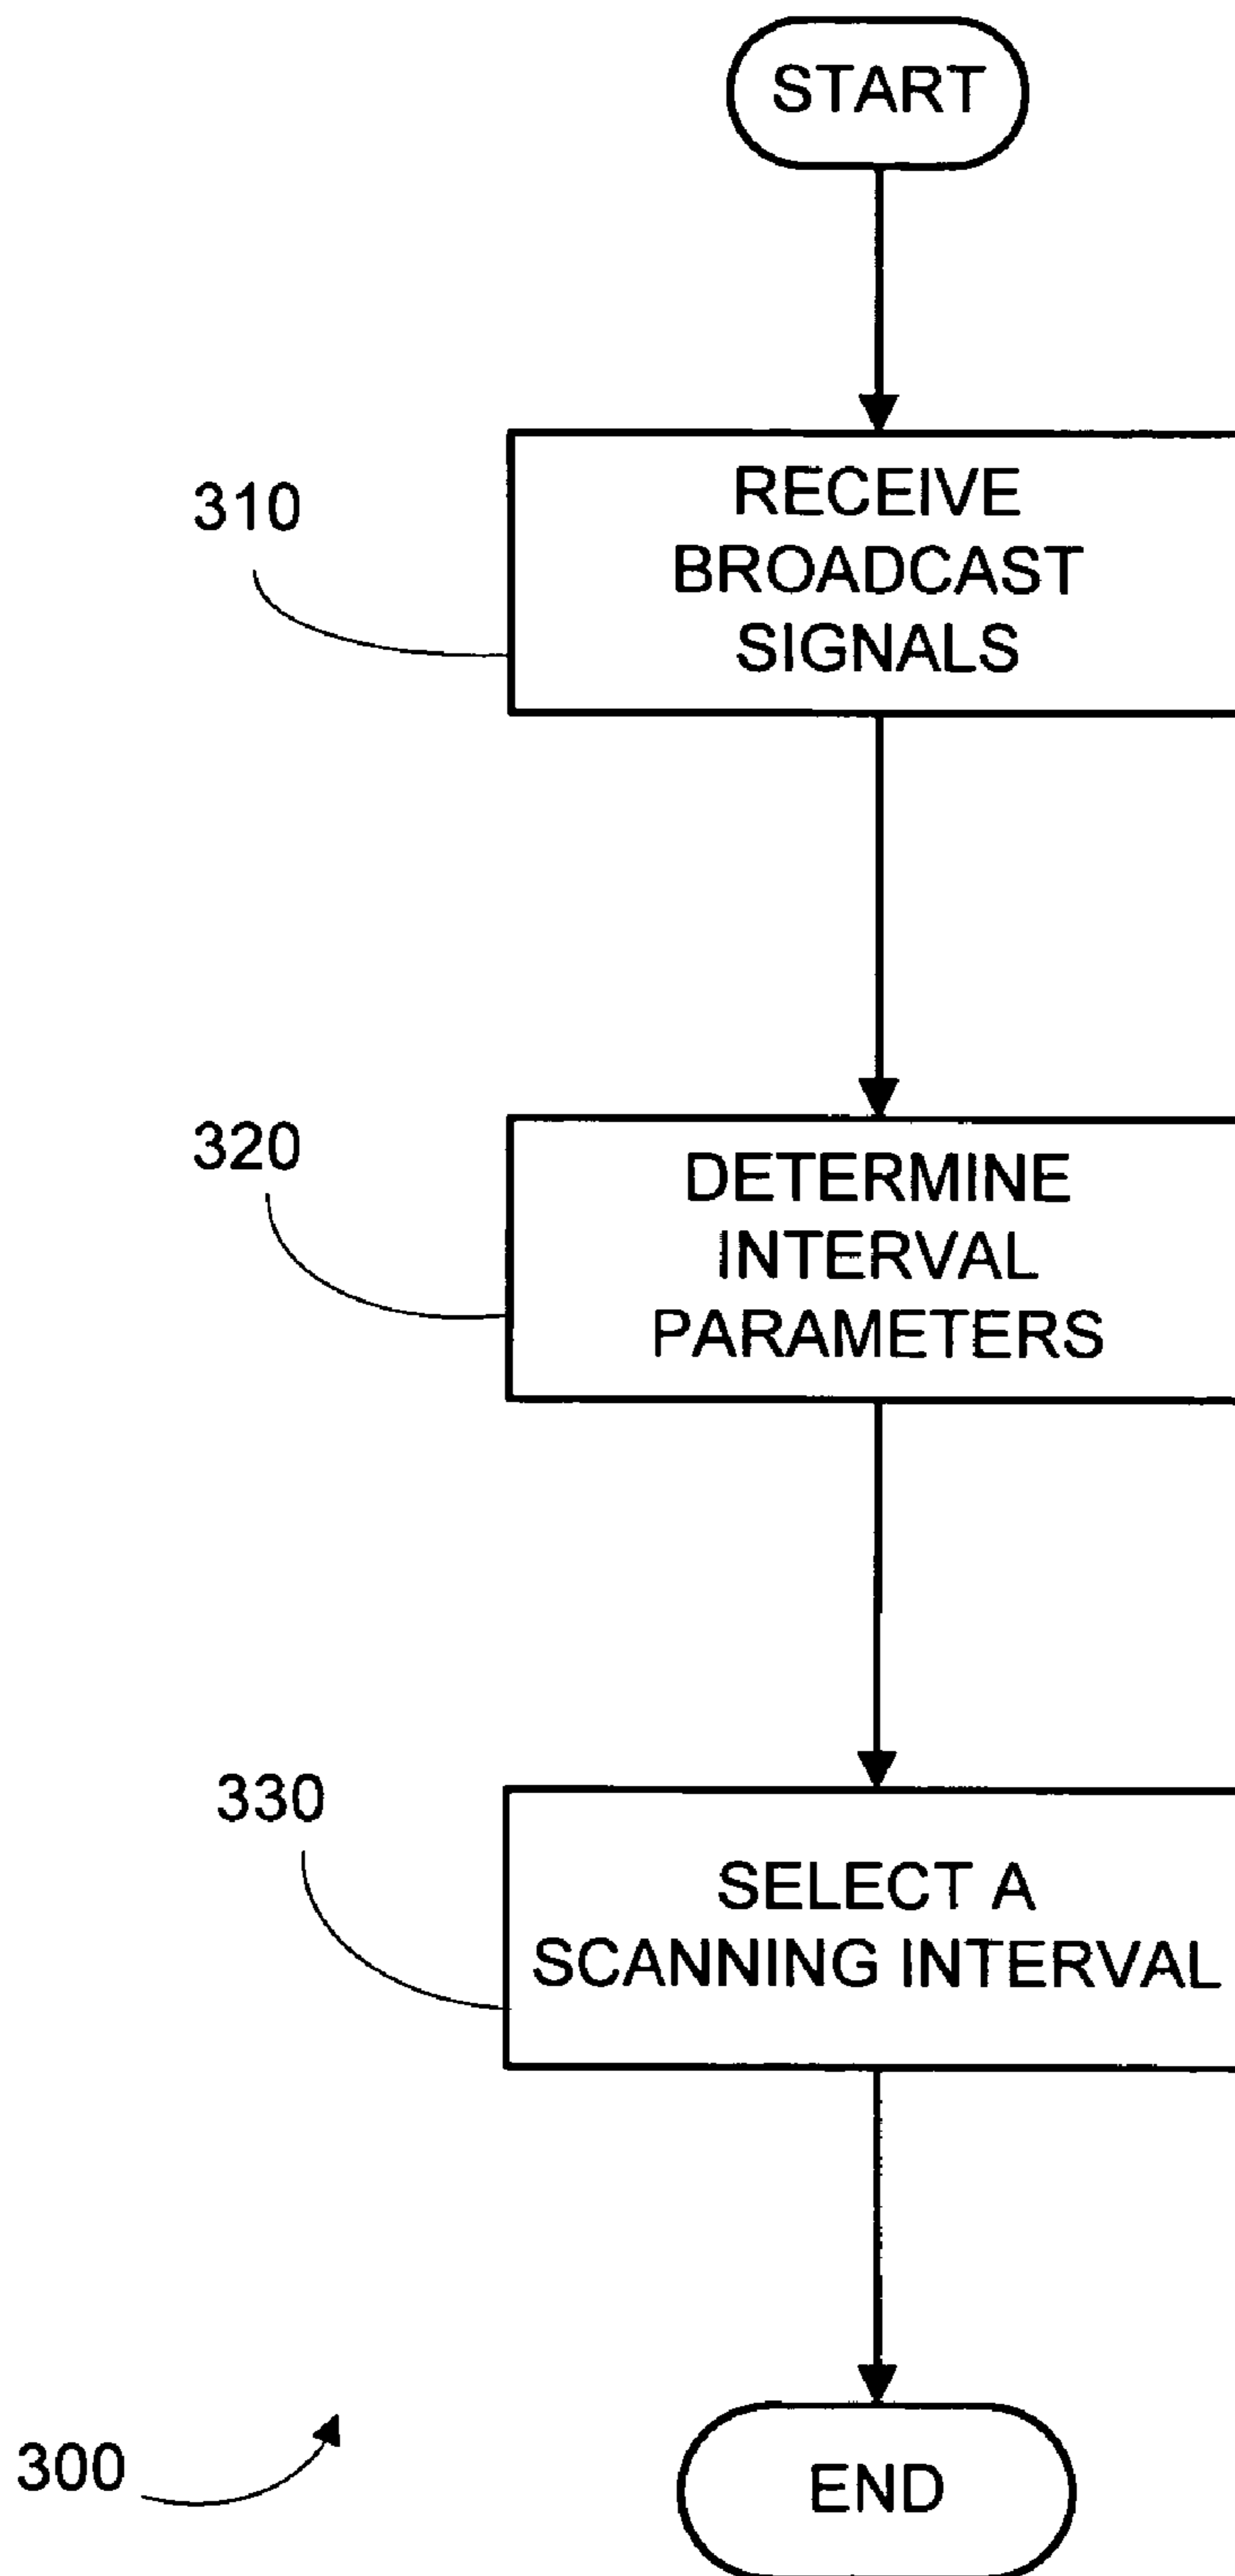 START
310
RECEIVE
BROADCAST
SIGNALS
320
DETERMINE
INTERVAL
PARAMETERS
330
SELECT A
SCANNING INTERVAL
300
END